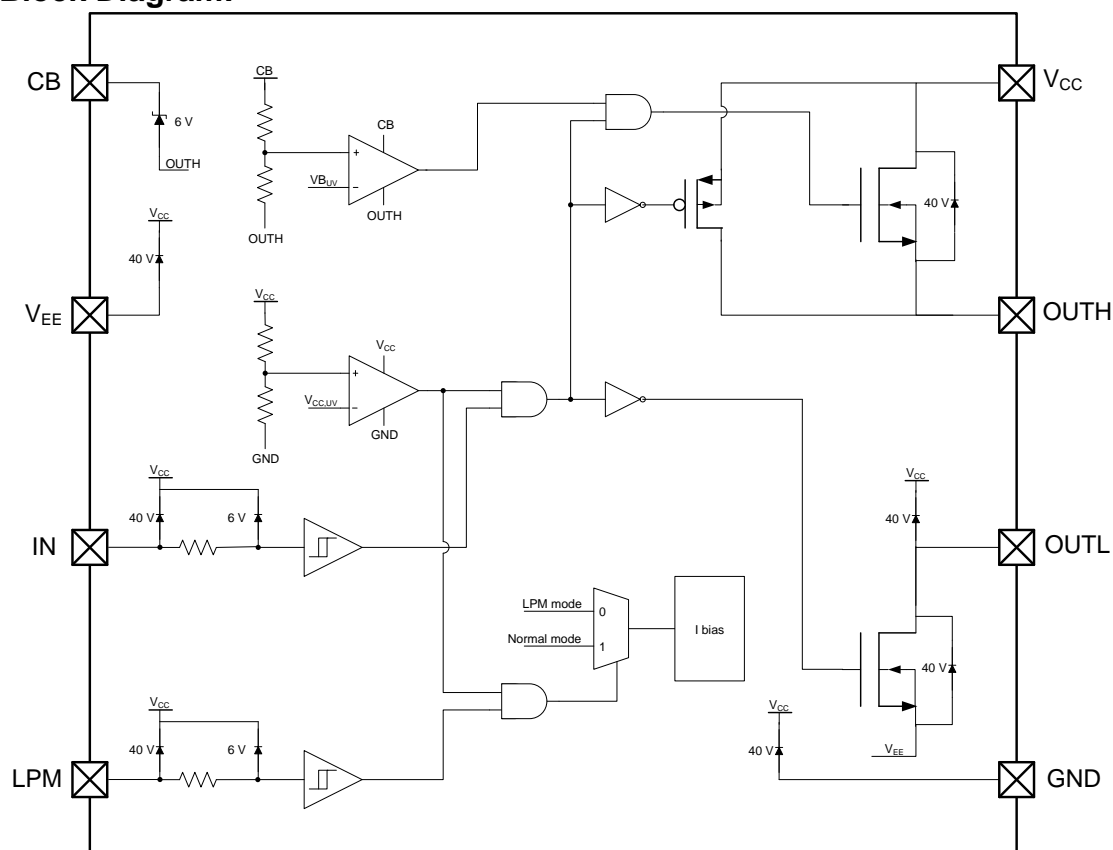 Block Diagram:
CB
6 V
OUTH
CB
VBUV
+
−
CB
OUTH
OUTH
VCC
40 V
VEE
VCC
VCC,UV
+
−
VCC
GND
GND
40 V
VCC
OUTH
VCC
40 V
6 V
IN
VCC
40 V
OUTL
LPM mode
0
Normal mode
1
I bias
40 V
VEE
VCC
40 V
6 V
LPM
VCC
40 V
GND